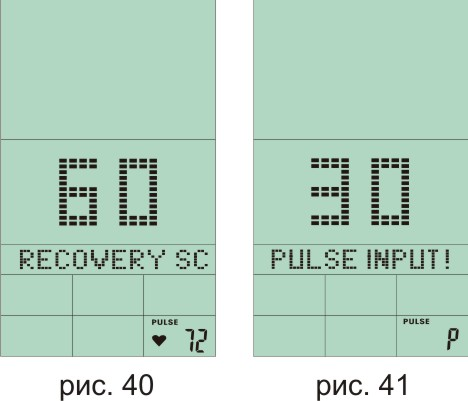 60
RECOVERY SC
PULSE
72
рис. 40
30
PULSE INPUT!
PULSE
P
рис. 41